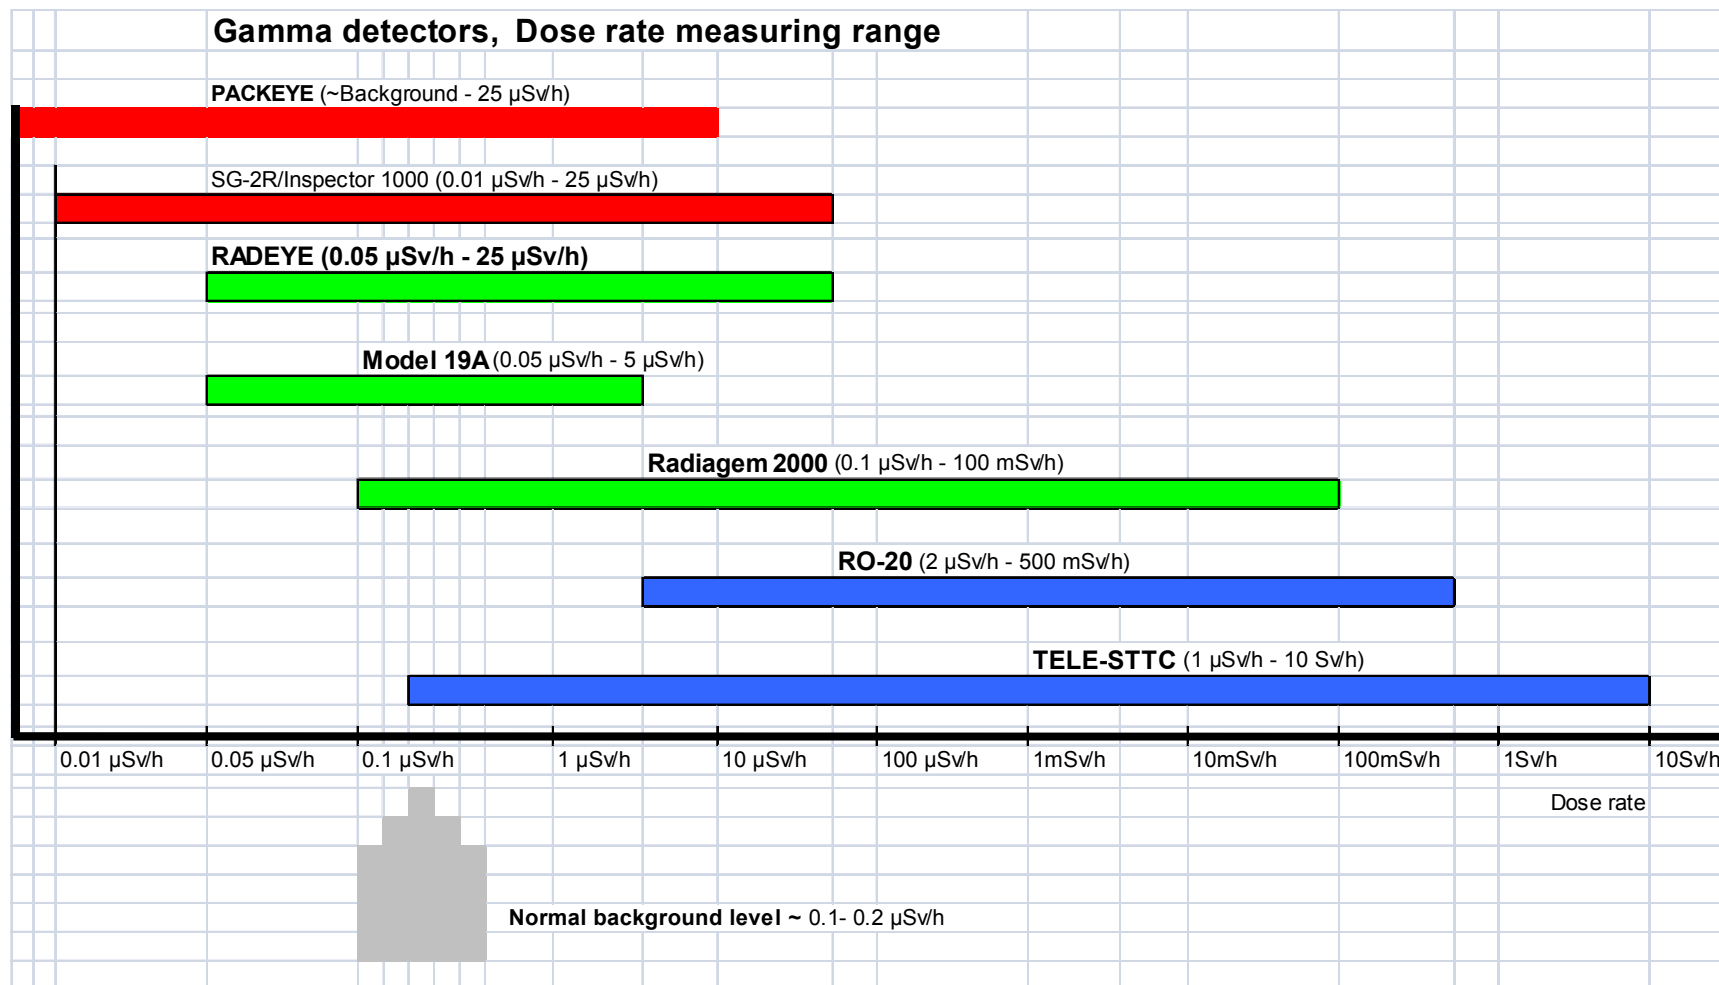 Gamma detectors, Dose rate measuring range
PACKEYE (~Background - 25 µSv/h)
SG-2R/Inspector 1000 (0.01 µSv/h - 25 µSv/h)
RADEYE (0.05 µSv/h - 25 µSv/h)
Model 19A (0.05 µSv/h - 5 µSv/h)
Radiagem 2000 (0.1 µSv/h - 100 mSv/h)
RO-20 (2 µSv/h - 500 mSv/h)
TELE-STTC (1 µSv/h - 10 Sv/h)
0.01 µSv/h 0.05 µSv/h 0.1 µSv/h 1 µSv/h 10 µSv/h 100 µSv/h 1mSv/h 10mSv/h 100mSv/h 1Sv/h 10Sv/h
Dose rate
Normal background level ~ 0.1- 0.2 µSv/h